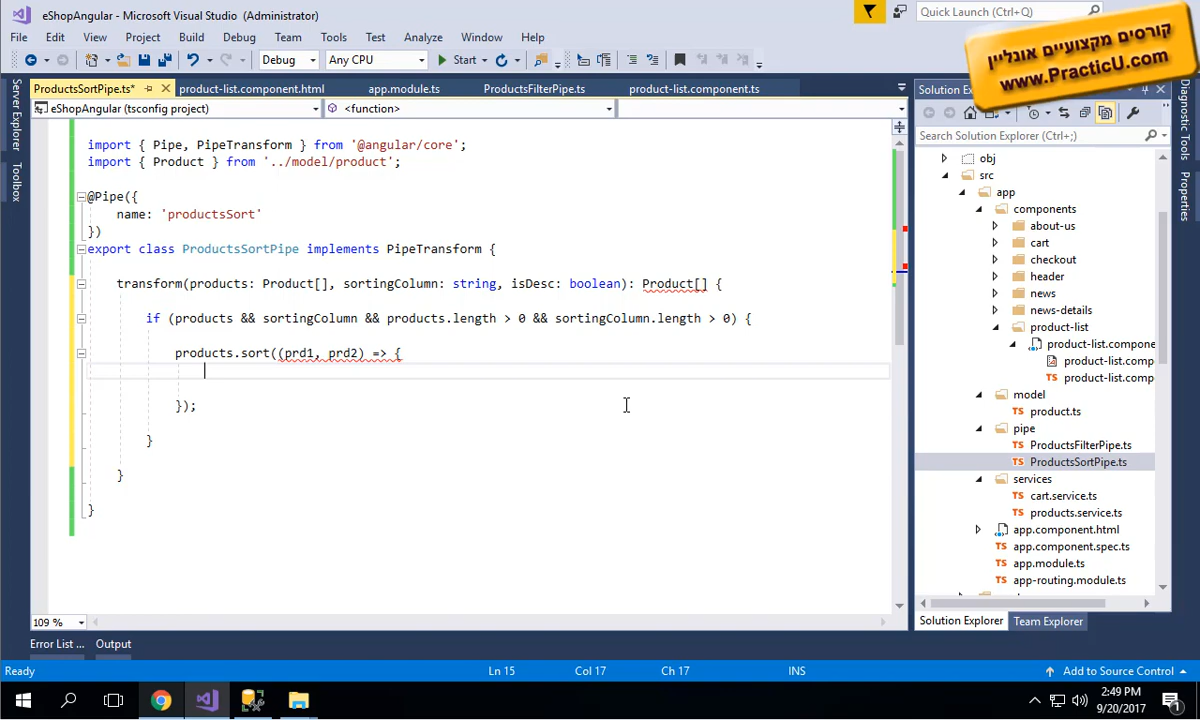 eShopAngular - Microsoft Visual Studio (Administrator)
Quick Launch (Ctrl+Q)
File Edit View Project Build Debug Team Tools Test Analyze Window Help
Debug Any CPU Start
קורסים מקצועיים אונליין
www.PracticU.com
ProductsSortPipe.ts* product-list.component.html app.module.ts ProductsFilterPipe.ts product-list.component.ts
eShopAngular (tsconfig project) <function>
Server Explorer
Toolbox
import { Pipe, PipeTransform } from '@angular/core';
import { Product } from '../model/product';
@Pipe({
name: 'productsSort'
})
export class ProductsSortPipe implements PipeTransform {
transform(products: Product[], sortingColumn: string, isDesc: boolean): Product[] {
if (products && sortingColumn && products.length > 0 && sortingColumn.length > 0) {
products.sort((prd1, prd2) => {
});
}
}
}
109 %
Solution Explorer
Search Solution Explorer (Ctrl+;)
obj
src
app
components
about-us
cart
checkout
header
news
news-details
product-list
product-list.compone
product-list.comp
product-list.comp
model
product.ts
pipe
ProductsFilterPipe.ts
ProductsSortPipe.ts
services
cart.service.ts
products.service.ts
app.component.html
app.component.spec.ts
app.module.ts
app-routing.module.ts
Solution Explorer Team Explorer
Diagnostic Tools
Properties
Error List ... Output
Ready Ln 15 Col 17 Ch 17 INS Add to Source Control
2:49 PM
9/20/2017
1